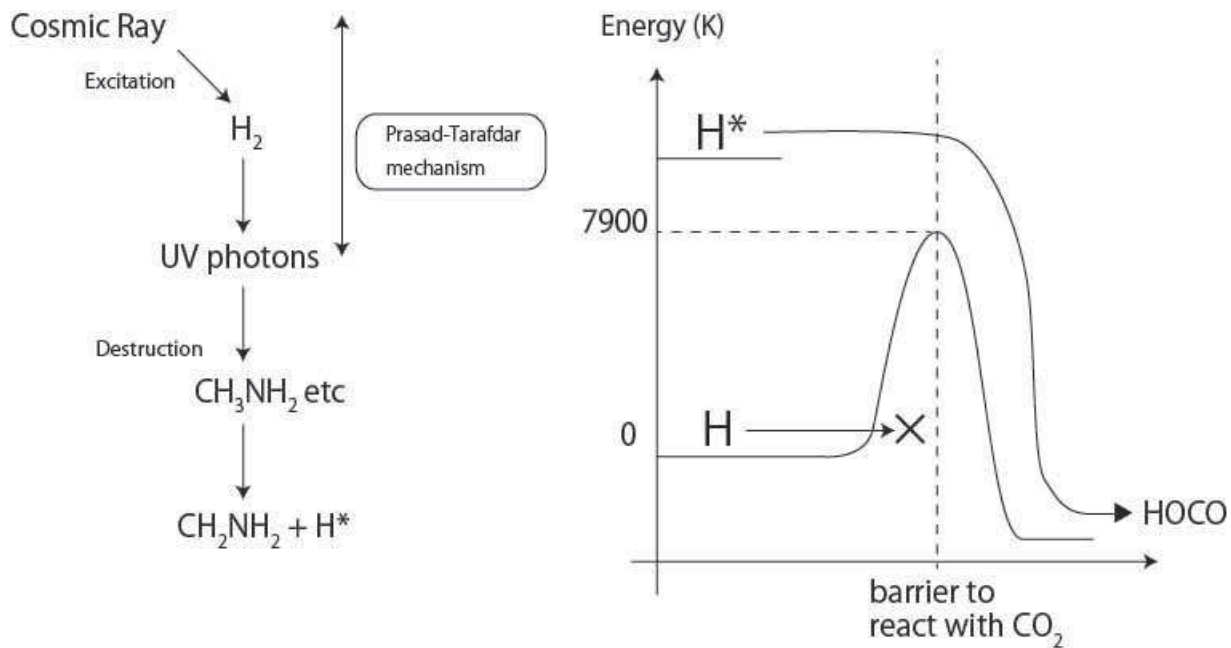 Cosmic Ray
Excitation
H₂
Prasad-Tarafdar
mechanism
UV photons
Destruction
CH₃NH₂ etc
CH₂NH₂ + H*
Energy (K)
H*
7900
0
H
HOCO
barrier to
react with CO₂